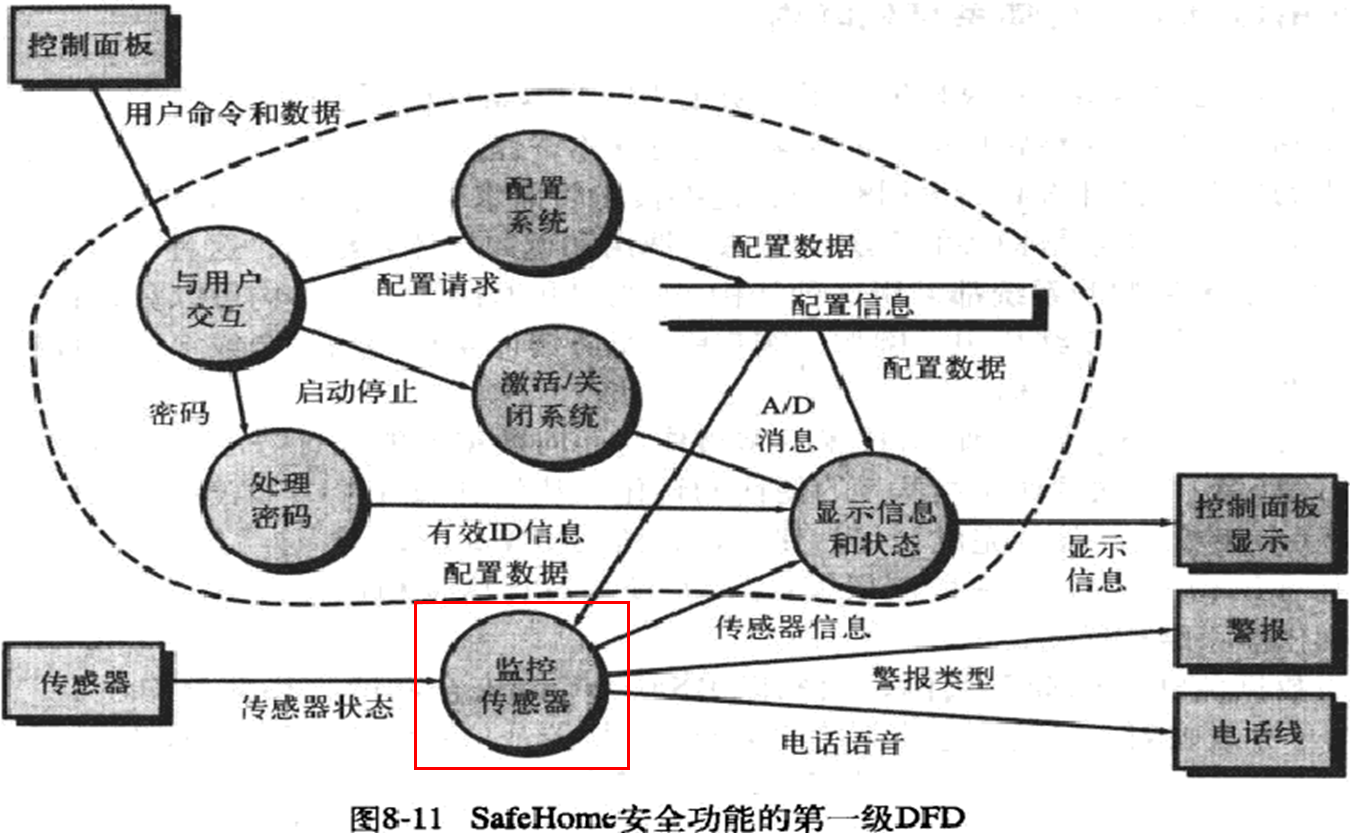 控制面板
用户命令和数据
配置
系统
配置数据
与用户
交互
配置请求
配置信息
启动停止
激活/关
闭系统
配置数据
密码
A/D
消息
处理
密码
有效ID信息
显示信息
和状态
控制面板
显示
显示
信息
配置数据
传感器
传感器状态
监控
传感器
传感器信息
警报类型
警报
电话语音
电话线
图8-11 SafeHome安全功能的第一级DFD